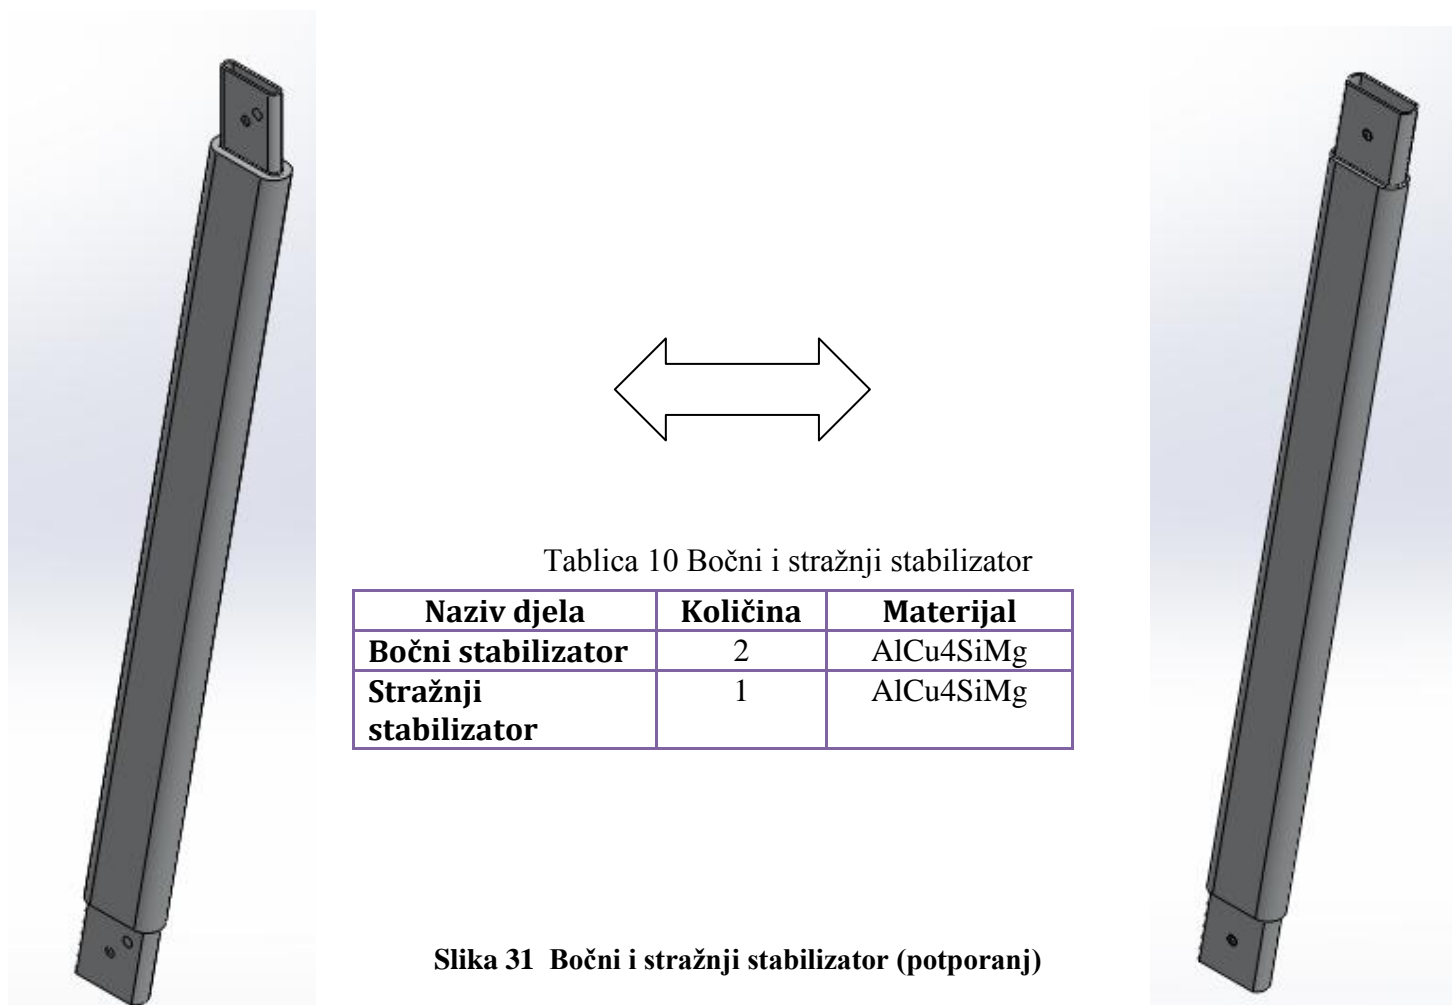 Tablica 10 Bočni i stražnji stabilizator
Naziv djela Količina Materijal
Bočni stabilizator 2 AlCu4SiMg
Stražnji 1 AlCu4SiMg
stabilizator
Slika 31 Bočni i stražnji stabilizator (potporanj)